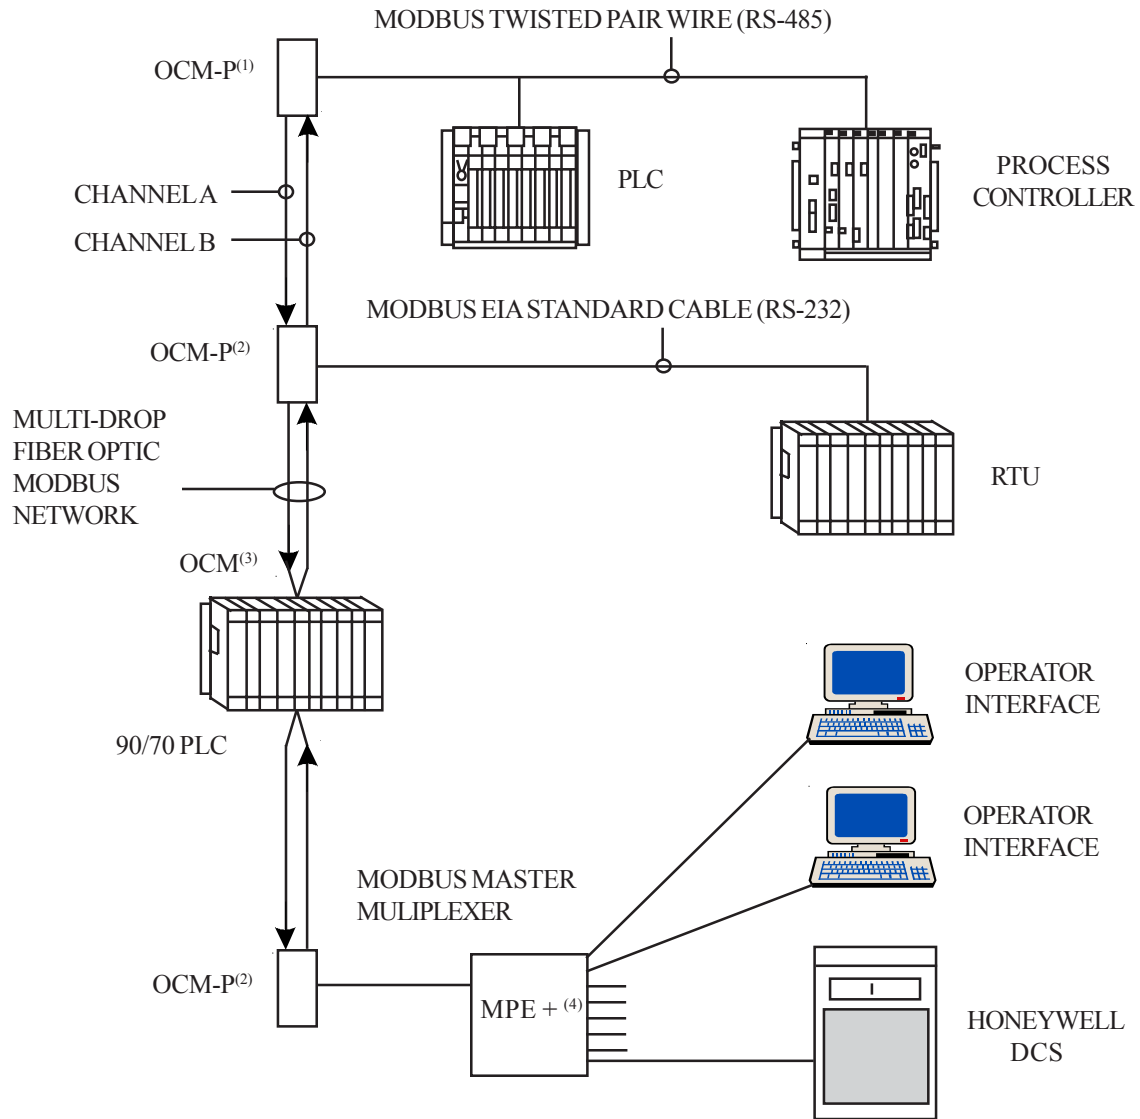 MODBUS TWISTED PAIR WIRE (RS-485)
OCM-P(1)
PLC
PROCESS
CONTROLLER
CHANNEL A
CHANNEL B
MODBUS EIA STANDARD CABLE (RS-232)
OCM-P(2)
MULTI-DROP
FIBER OPTIC
MODBUS
NETWORK
RTU
OCM(3)
90/70 PLC
OPERATOR
INTERFACE
OPERATOR
INTERFACE
MODBUS MASTER
MULIPLEXER
OCM-P(2)
MPE + (4)
HONEYWELL
DCS